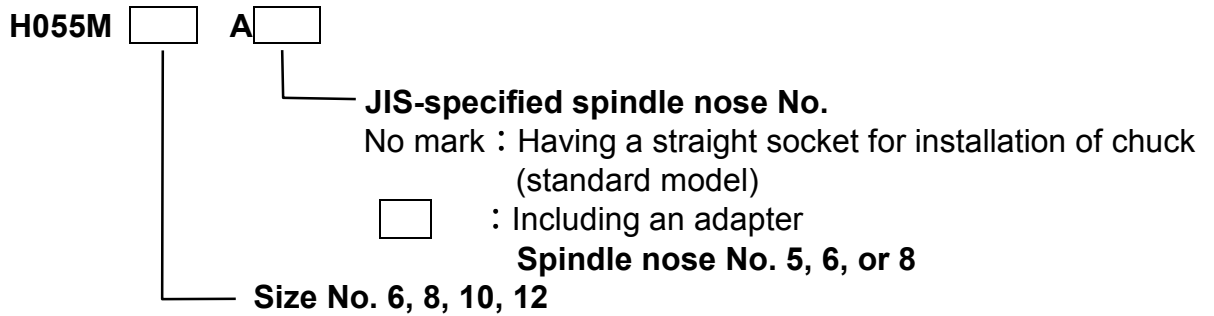 H055M A
JIS-specified spindle nose No.
No mark：Having a straight socket for installation of chuck
(standard model)
：Including an adapter
Spindle nose No. 5, 6, or 8
Size No. 6, 8, 10, 12